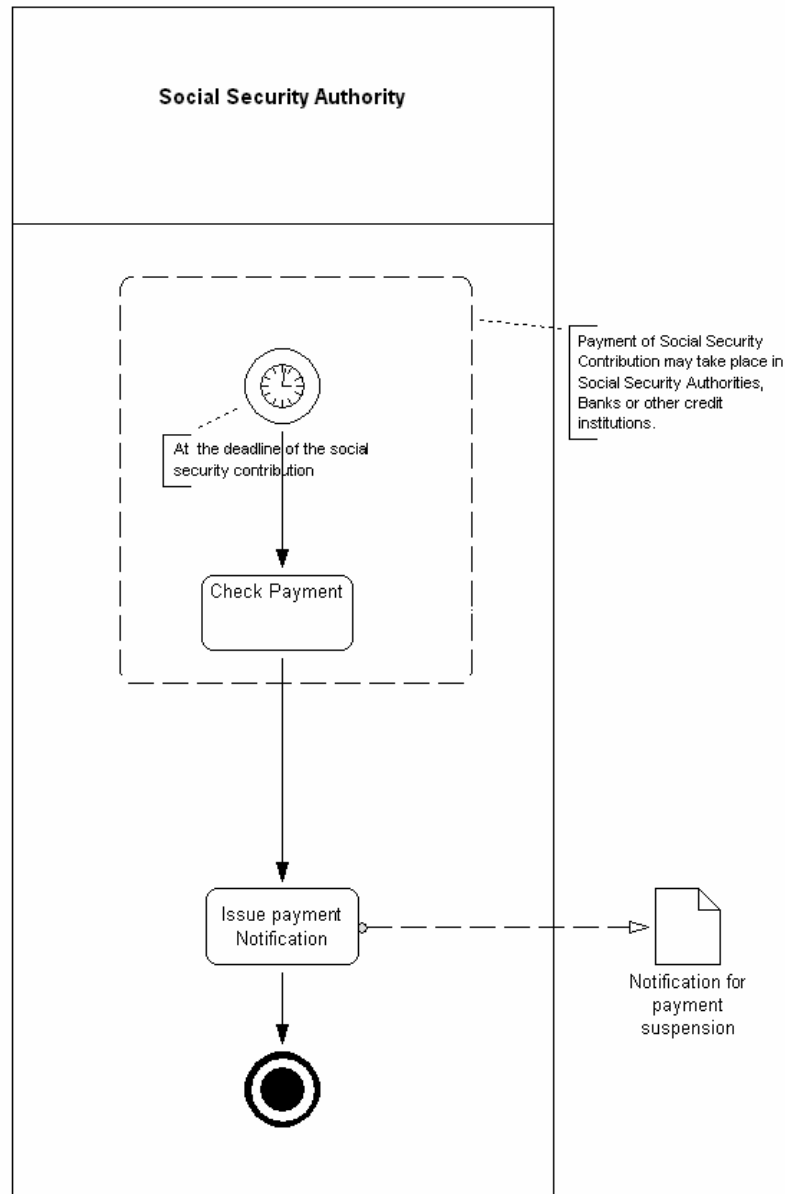 Social Security Authority
Payment of Social Security
Contribution may take place in
Social Security Authorities,
Banks or other credit
institutions.
At the deadline of the social
security contribution
Check Payment
Issue payment
Notification
Notification for
payment
suspension